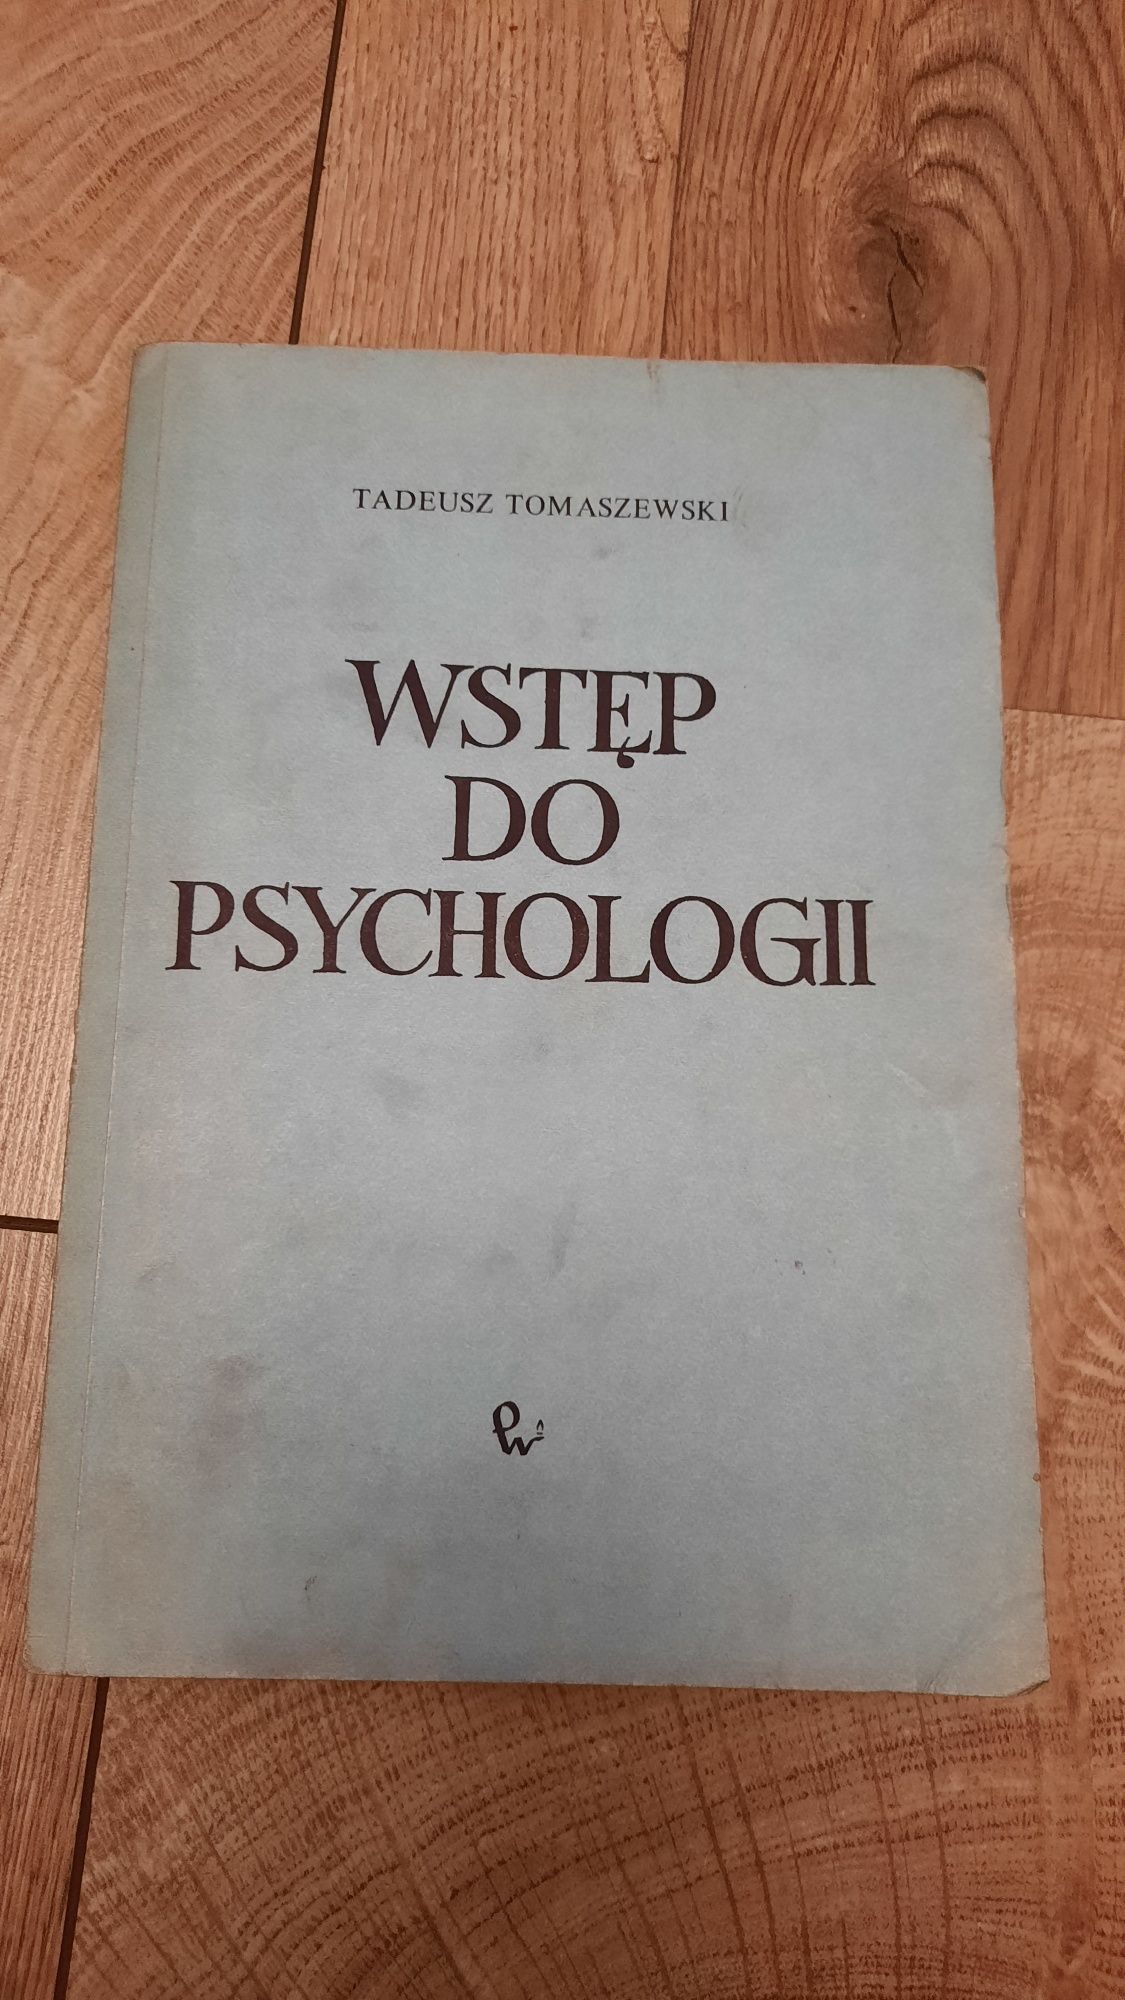 TADEUSZ TOMASZEWSKI
WSTĘP
DO
PSYCHOLOGII